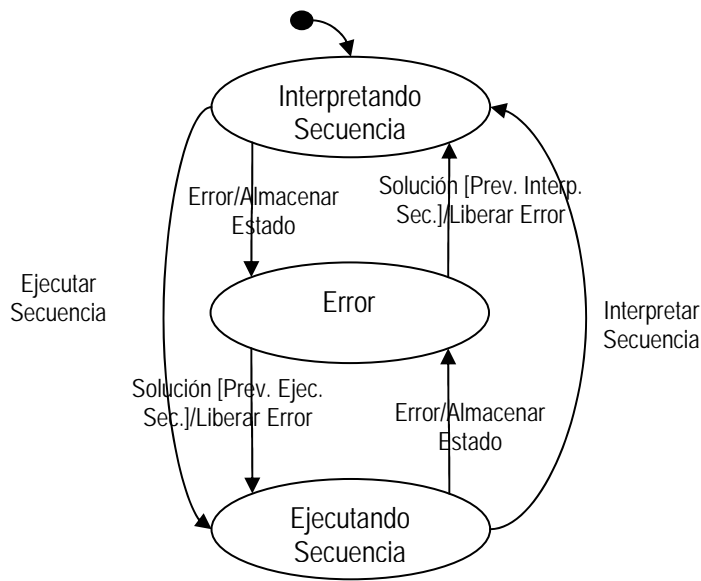 Interpretando
Secuencia
Error/Almacenar
Estado
Solución [Prev. Interp.
Sec.]/Liberar Error
Ejecutar
Secuencia
Error
Interpretar
Secuencia
Solución [Prev. Ejec.
Sec.]/Liberar Error
Error/Almacenar
Estado
Ejecutando
Secuencia